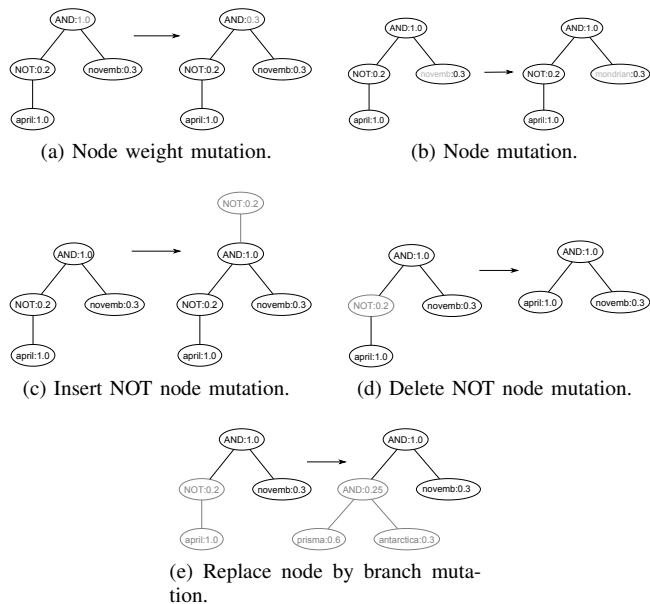 AND:1.0
AND:0.3
NOT:0.2
novemb:0.3
NOT:0.2
novemb:0.3
april:1.0
april:1.0
(a) Node weight mutation.
AND:1.0
AND:1.0
NOT:0.2
novemb:0.3
NOT:0.2
mondrian:0.3
april:1.0
april:1.0
(b) Node mutation.
NOT:0.2
AND:1.0
AND:1.0
NOT:0.2
novemb:0.3
NOT:0.2
novemb:0.3
april:1.0
april:1.0
(c) Insert NOT node mutation.
AND:1.0
AND:1.0
NOT:0.2
novemb:0.3
april:1.0
novemb:0.3
april:1.0
(d) Delete NOT node mutation.
AND:1.0
AND:1.0
NOT:0.2
novemb:0.3
AND:0.25
novemb:0.3
april:1.0
prisma:0.6
antarctica:0.3
(e) Replace node by branch muta-
tion.